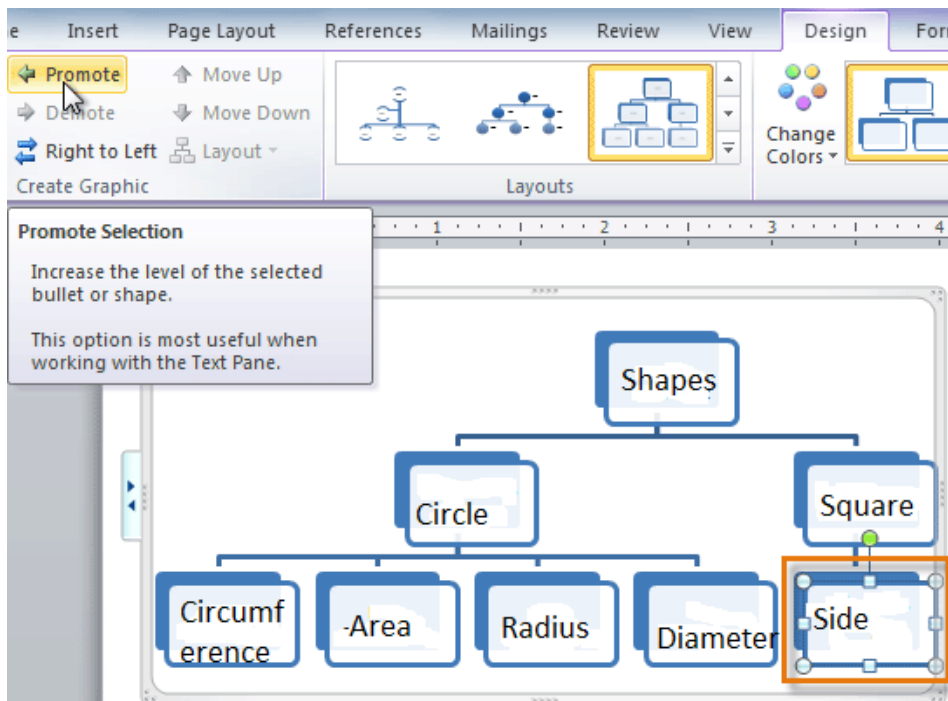 e Insert Page Layout References Mailings Review View Design For
Promote Move Up
Demote Move Down
Right to Left Layout
Create Graphic
Layouts
Change
Colors
Promote Selection
Increase the level of the selected
bullet or shape.
This option is most useful when
working with the Text Pane.
1 2 3 4
Shapes
Circle
Square
Circumf
erence
-Area
Radius
Diameter
Side